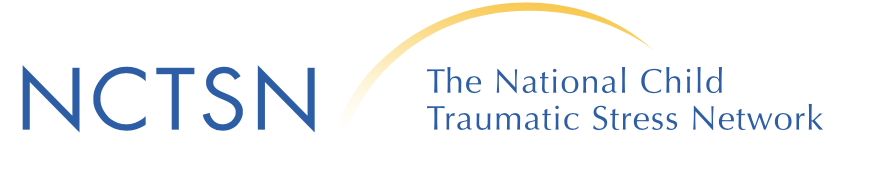 NCTSN
The National Child
Traumatic Stress Network